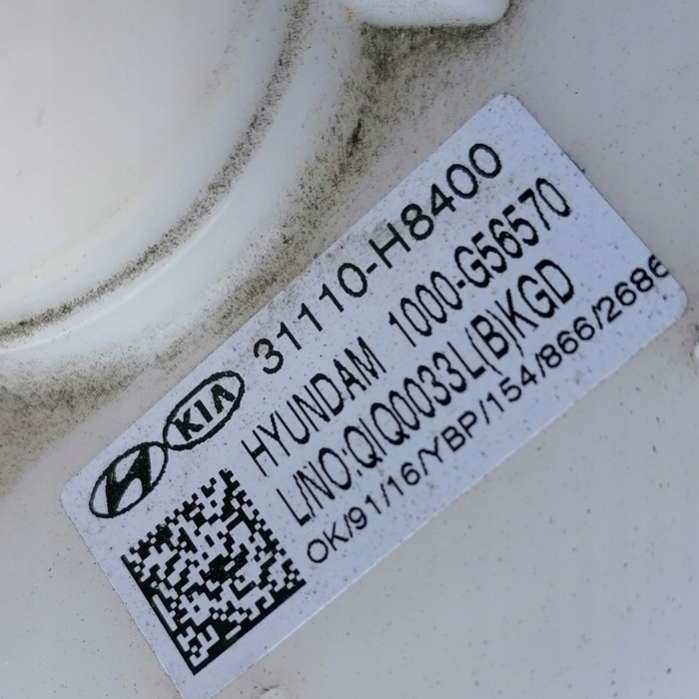 KIA 31110-H8400
HYUNDAM 1000-G56570
L/NO:QIQ0033L(B)KGD
OK/91/16/YBP/154/866/2686